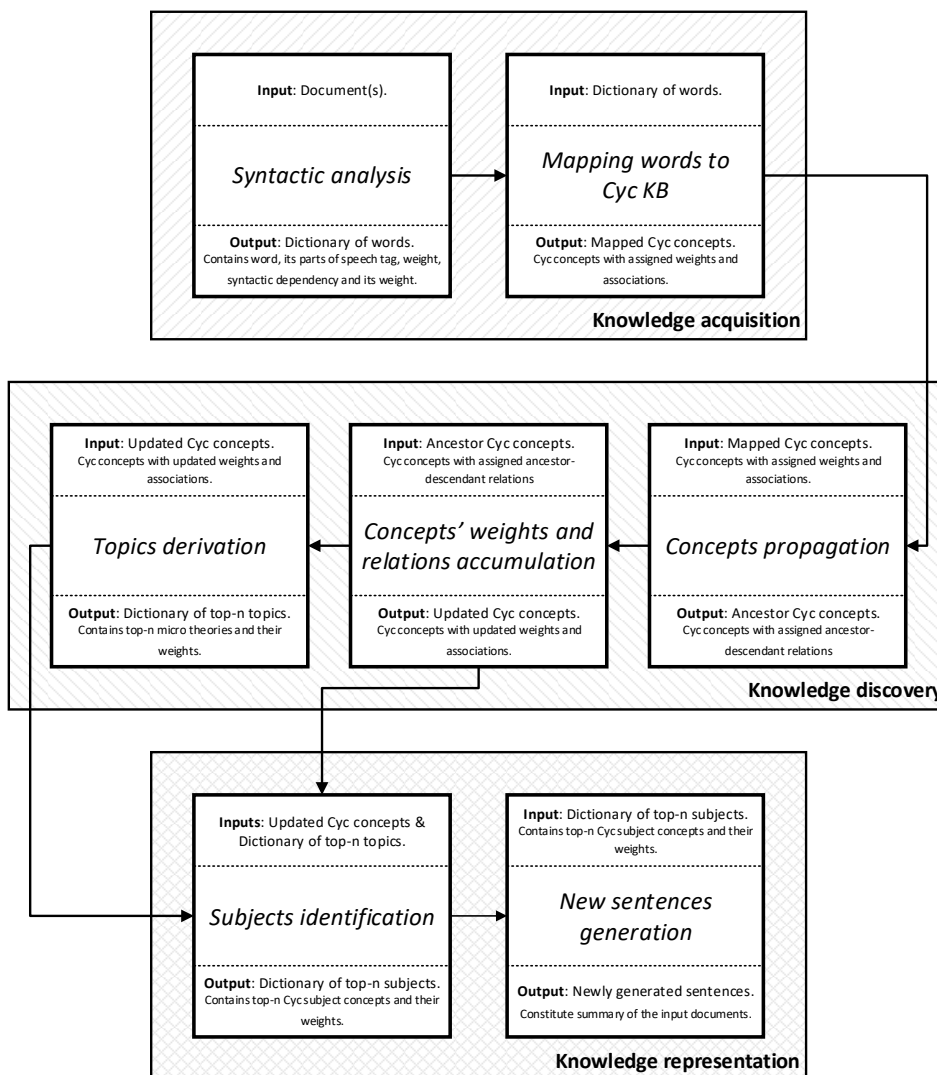 Input: Document(s).
Syntactic analysis
Output: Dictionary of words.
Contains word, its parts of speech tag, weight,
syntactic dependency and its weight.
Input: Dictionary of words.
Mapping words to
Cyc KB
Output: Mapped Cyc concepts.
Cyc concepts with assigned weights and
associations.
Knowledge acquisition
Input: Updated Cyc concepts.
Cyc concepts with updated weights and
associations.
Topics derivation
Output: Dictionary of top-n topics.
Contains top-n micro theories and their
weights.
Input: Ancestor Cyc concepts.
Cyc concepts with assigned ancestor-
descendant relations
Concepts' weights and
relations accumulation
Output: Updated Cyc concepts.
Cyc concepts with updated weights and
associations.
Input: Mapped Cyc concepts.
Cyc concepts with assigned weights and
associations.
Concepts propagation
Output: Ancestor Cyc concepts.
Cyc concepts with assigned ancestor-
descendant relations
Knowledge discovery
Inputs: Updated Cyc concepts &
Dictionary of top-n topics.
Subjects identification
Output: Dictionary of top-n subjects.
Contains top-n Cyc subject concepts and their
weights.
Input: Dictionary of top-n subjects.
Contains top-n Cyc subject concepts and their
weights.
New sentences
generation
Output: Newly generated sentences.
Constitute summary of the input documents.
Knowledge representation